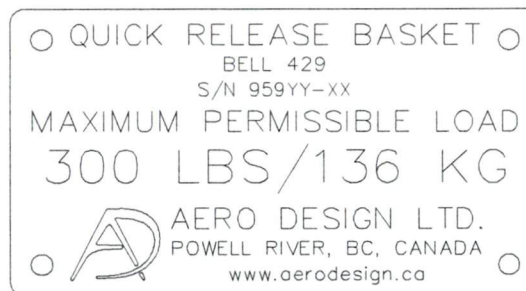 QUICK RELEASE BASKET
BELL 429
S/N 959YY-XX
MAXIMUM PERMISSIBLE LOAD
300 LBS/136 KG
AERO DESIGN LTD.
POWELL RIVER, BC, CANADA
www.aerodesign.ca